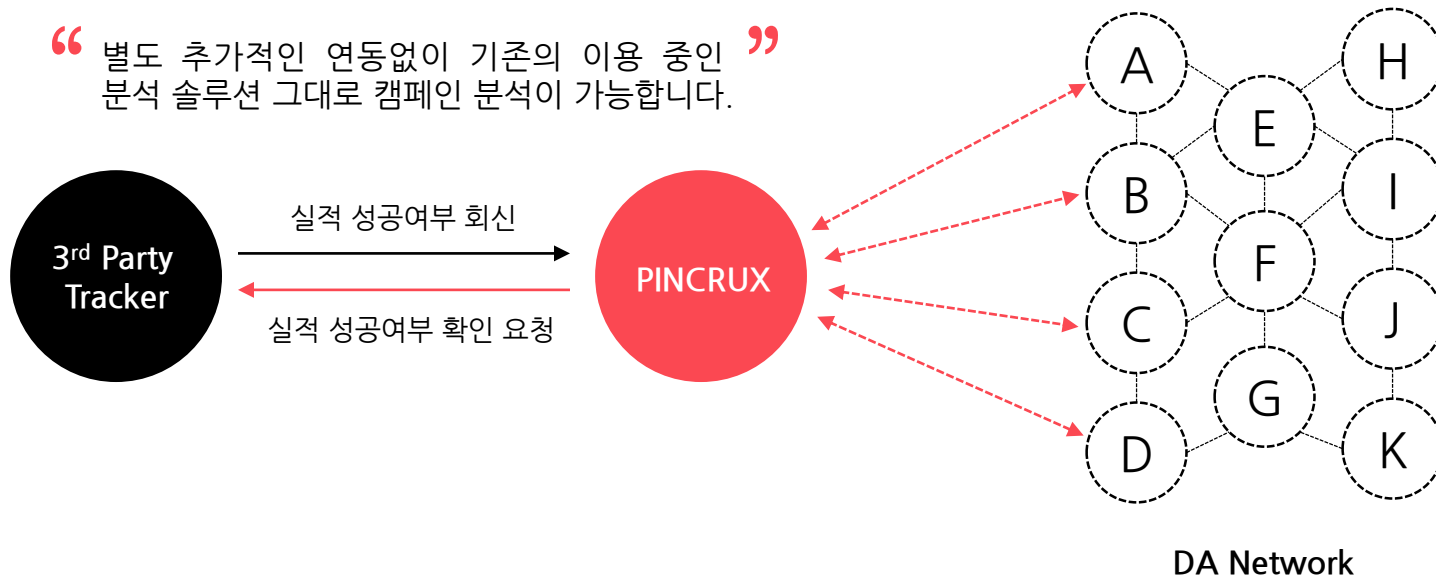 “ 별도 추가적인 연동없이 기존의 이용 중인 ”
분석 솔루션 그대로 캠페인 분석이 가능합니다.
3rd Party
Tracker
실적 성공여부 회신
실적 성공여부 확인 요청
PINCRUX
A
B
C
D
E
F
G
H
I
J
K
DA Network